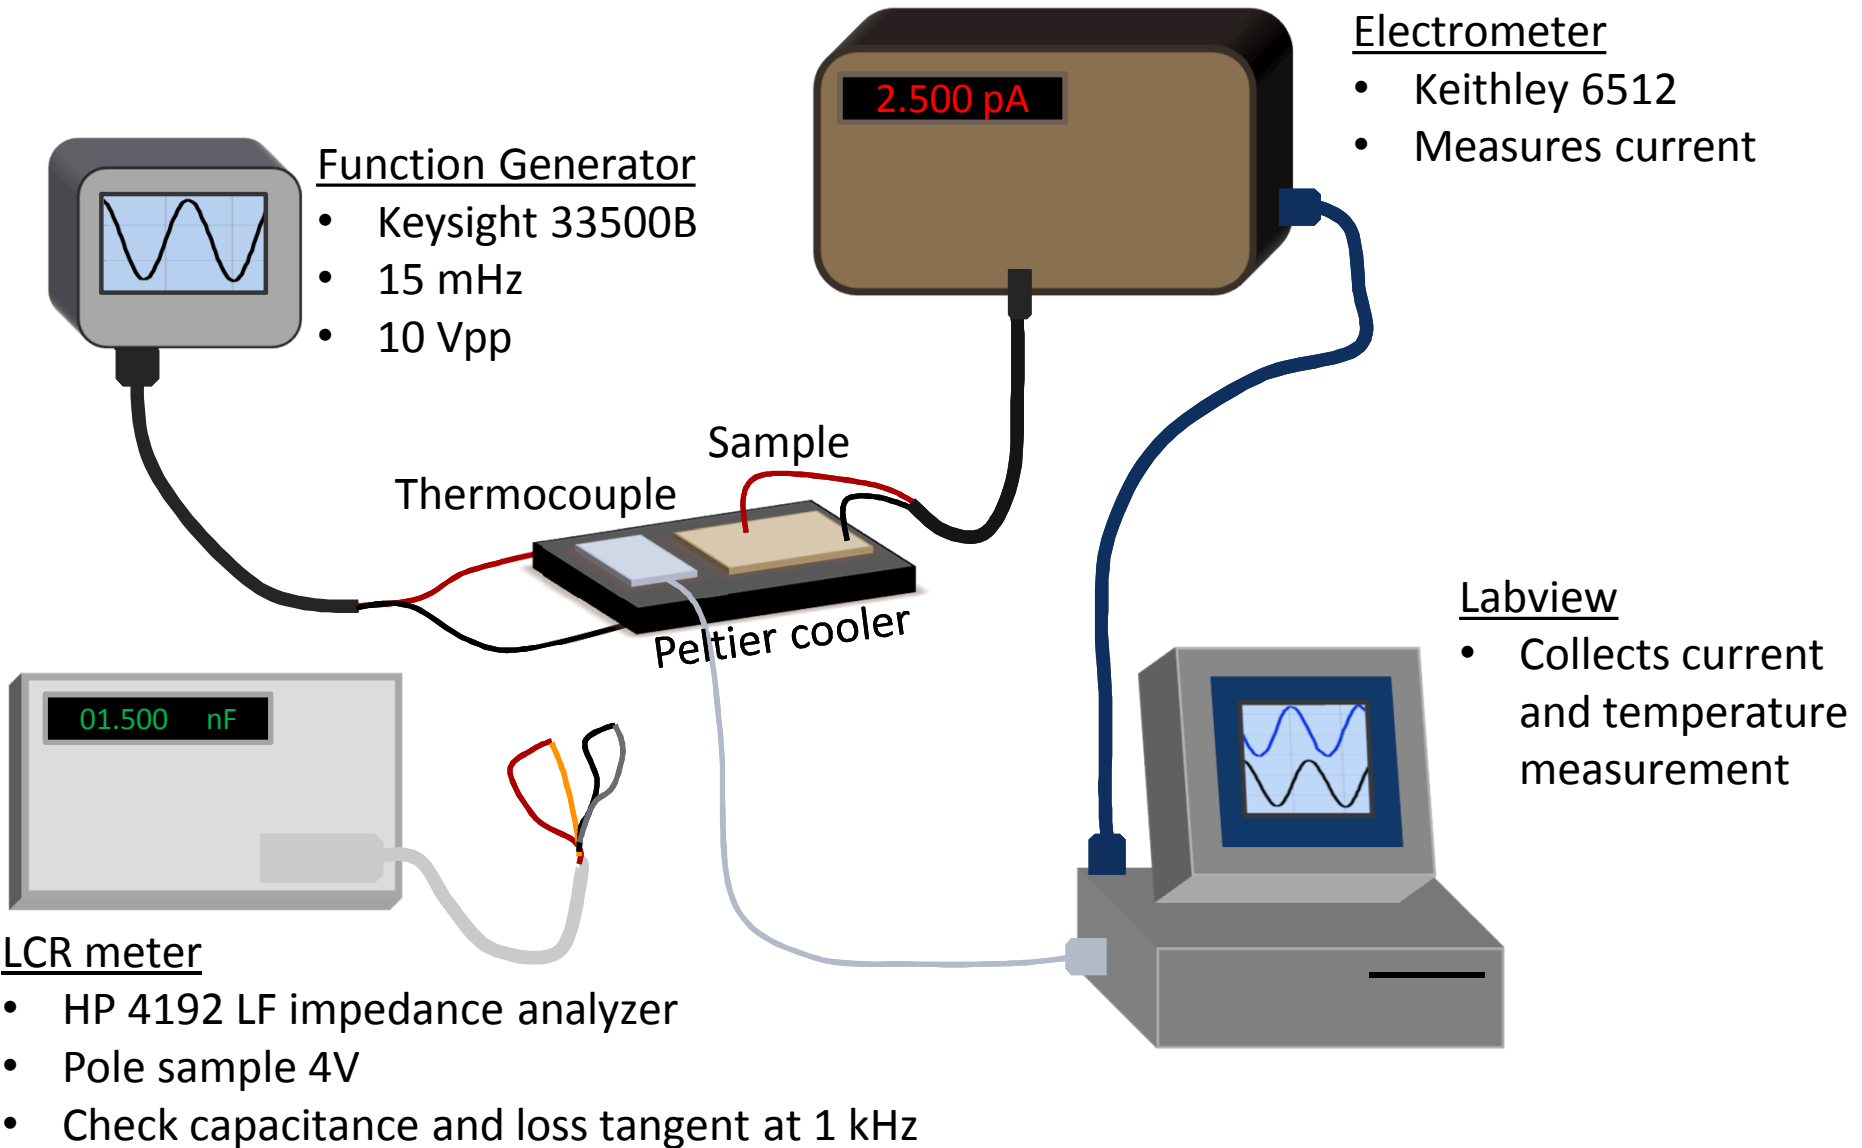 Electrometer
• Keithley 6512
• Measures current
2.500 pA
Function Generator
• Keysight 33500B
• 15 mHz
• 10 Vpp
Sample
Thermocouple
Peltier cooler
Labview
• Collects current
and temperature
measurement
01.500 nF
LCR meter
• HP 4192 LF impedance analyzer
• Pole sample 4V
• Check capacitance and loss tangent at 1 kHz